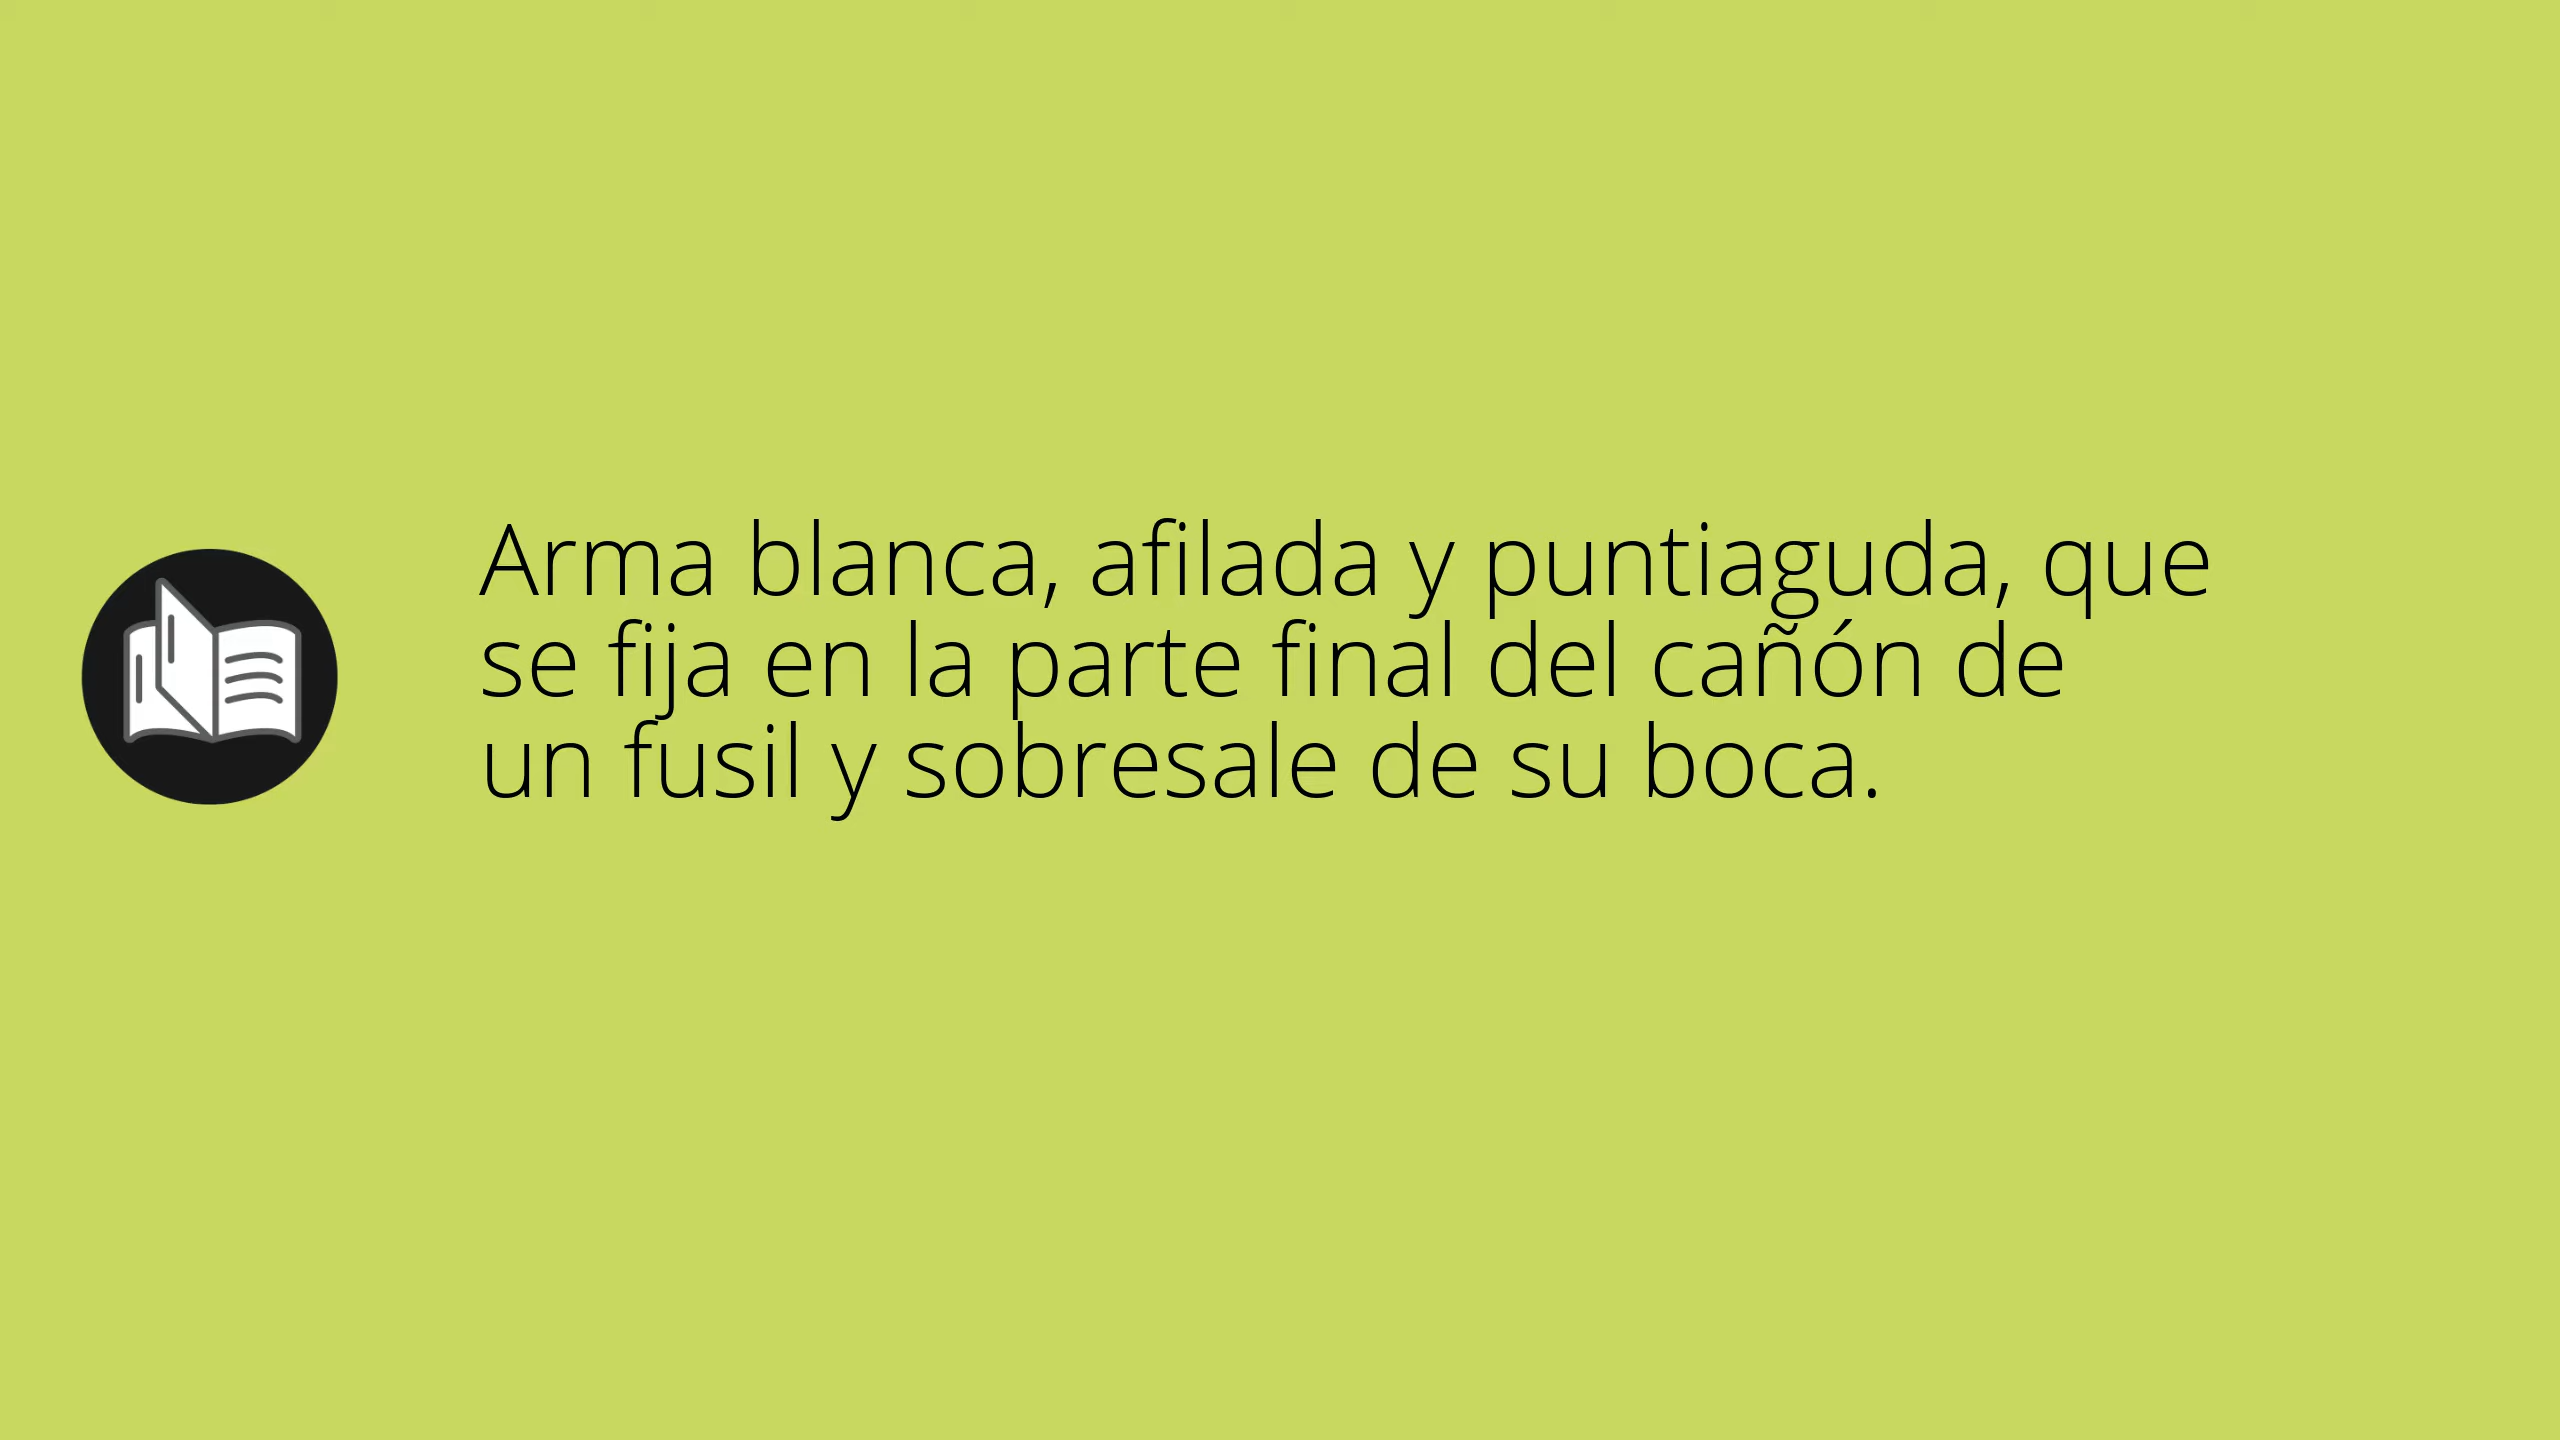 Arma blanca, afilada y puntiaguda, que
se fija en la parte final del cañón de
un fusil y sobresale de su boca.